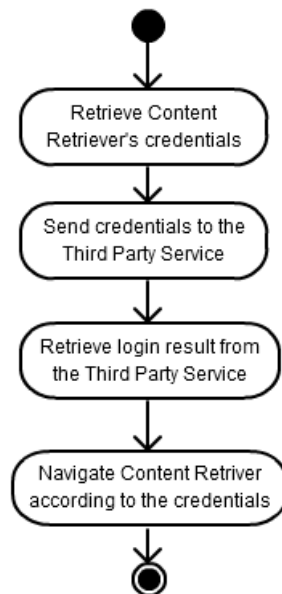 Retrieve Content
Retriever's credentials
Send credentials to the
Third Party Service
Retrieve login result from
the Third Party Service
Navigate Content Retriver
according to the credentials